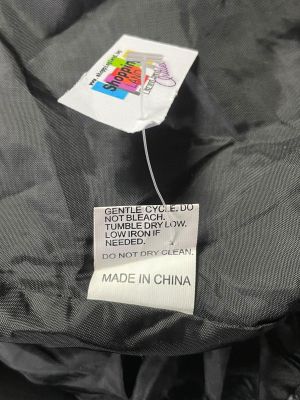 Shoppin
GENTLE CYCLE. DO
NOT BLEACH.
TUMBLE DRY LOW.
LOW IRON IF
NEEDED.
DO NOT DRY CLEAN.
MADE IN CHINA